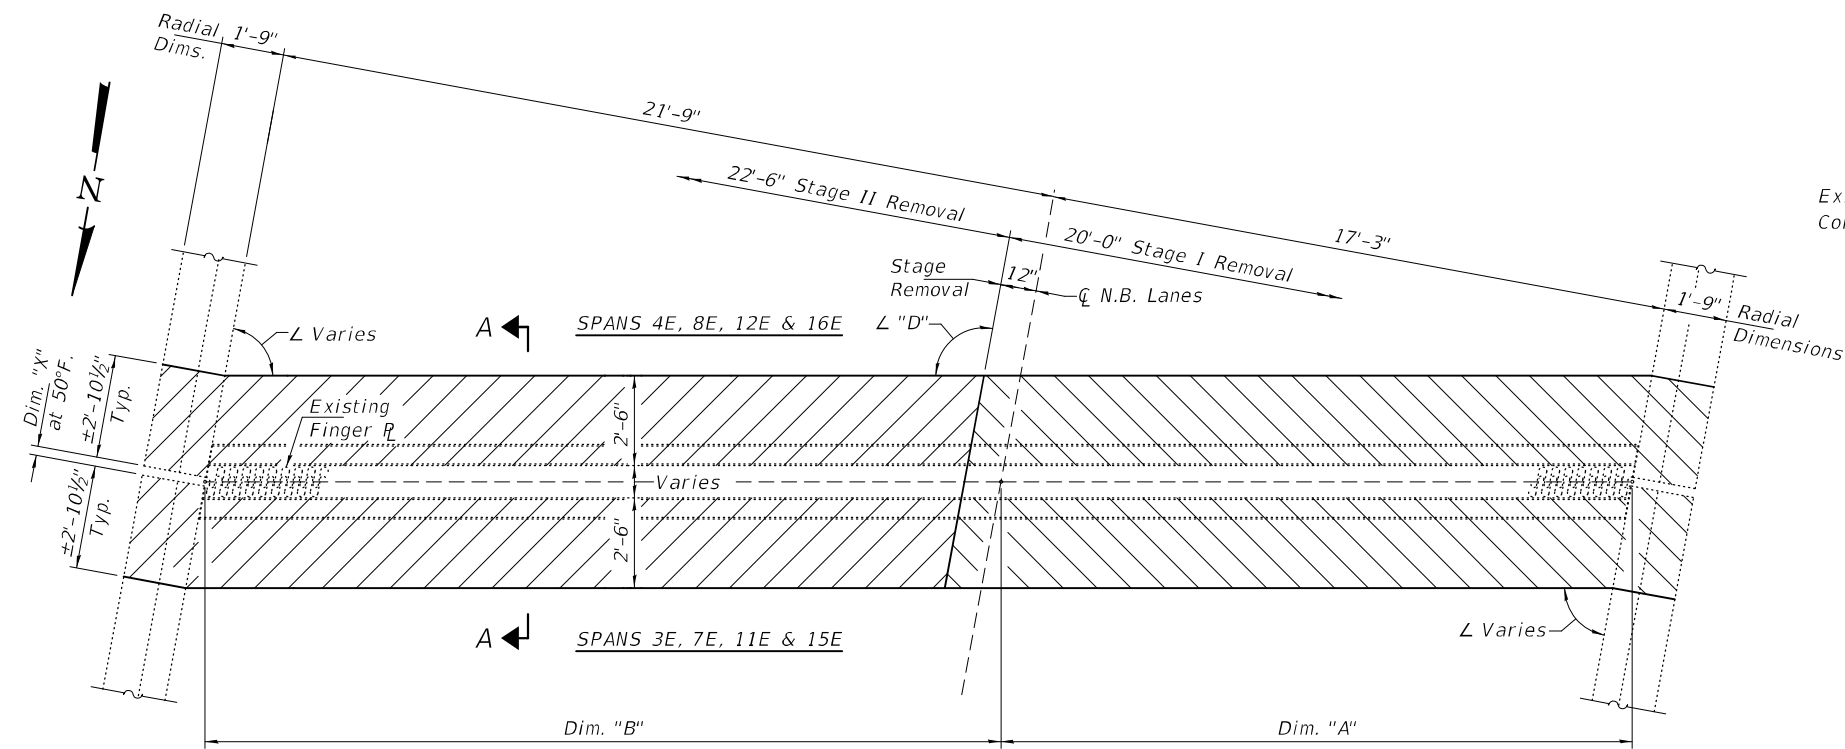 Radial
Dims.
1'-9"
21'-9"
22'-6" Stage II Removal
20'-0" Stage I Removal
17'-3"
1'-9"
Radial
Dimensions
N
Stage
Removal
12"
℄ N.B. Lanes
∠ Varies
A
SPANS 4E, 8E, 12E & 16E
∠ "D"
Dim. "X"
at 50°F.
±2'-10½"
Typ.
Existing
Finger ℙL
2'-6"
Varies
2'-6"
±2'-10½"
Typ.
A
SPANS 3E, 7E, 11E & 15E
∠ Varies
Dim. "B"
Dim. "A"